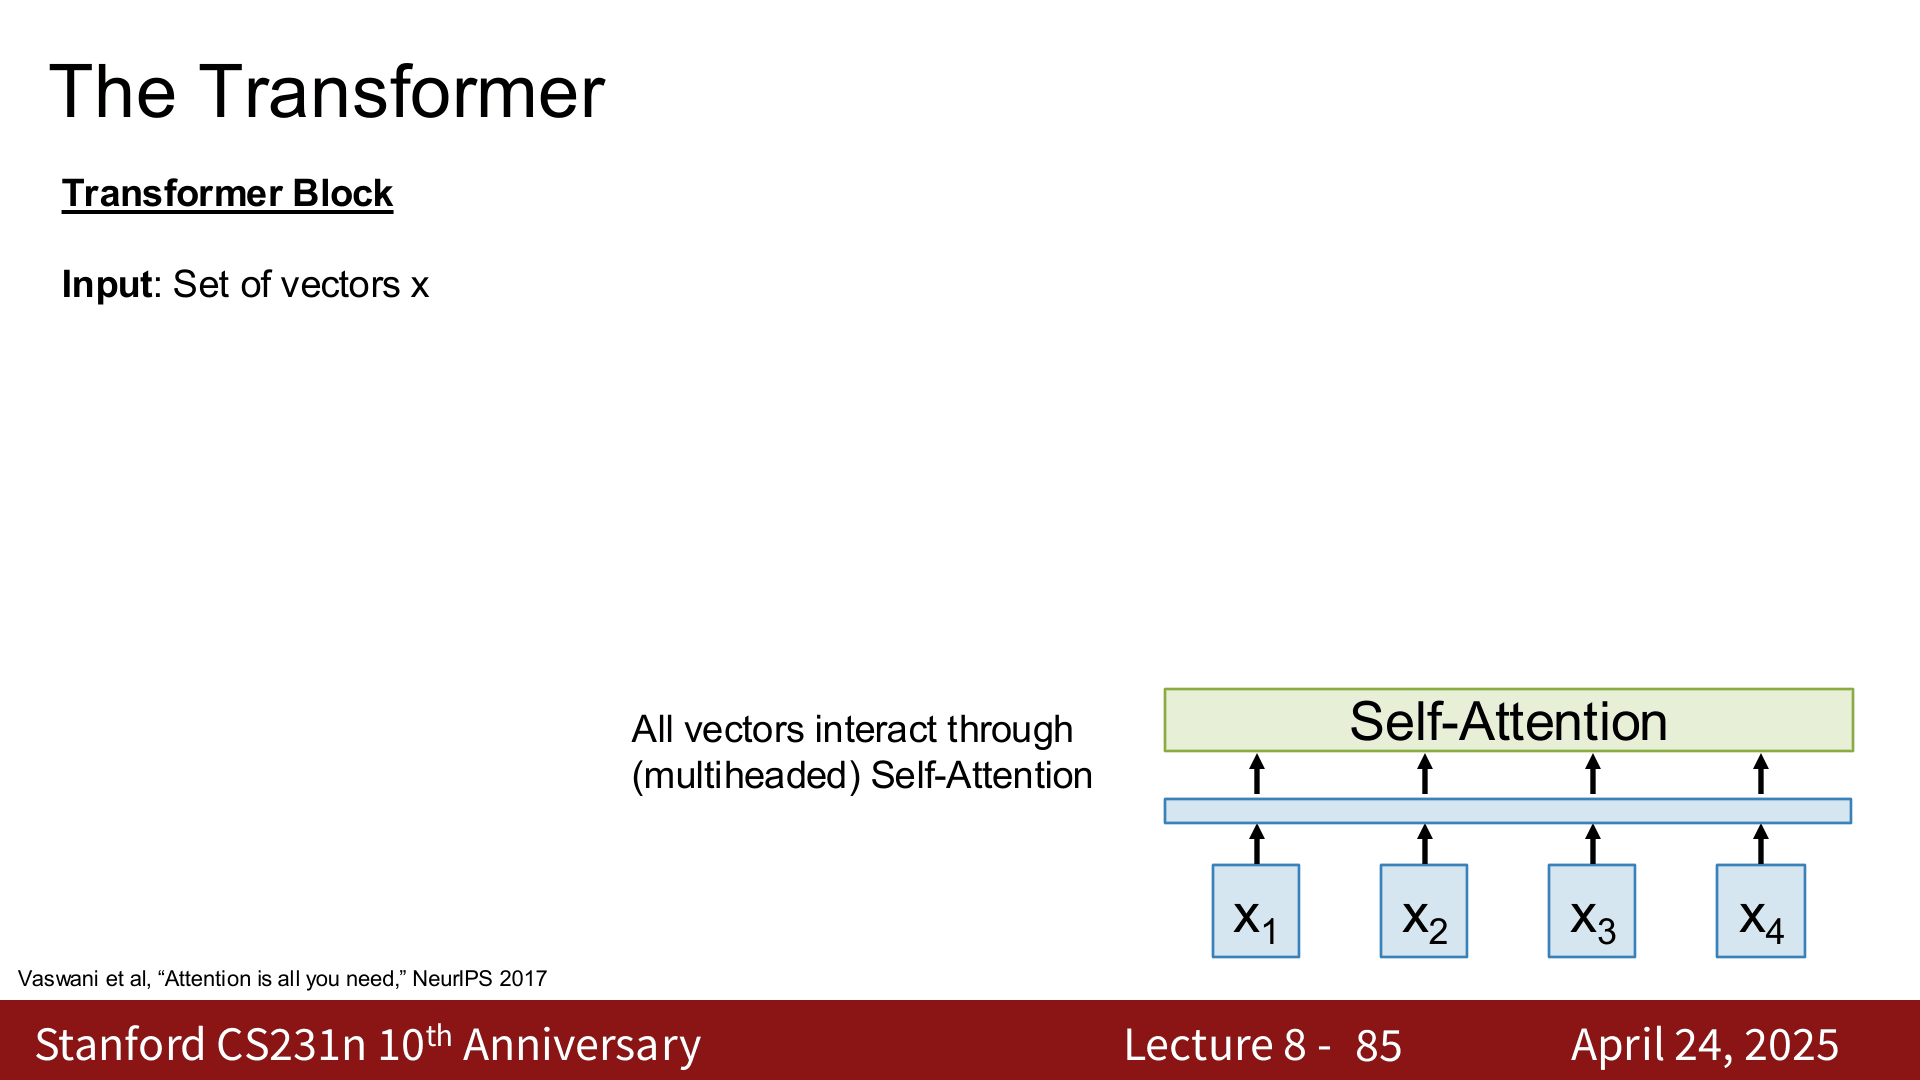 The Transformer
Transformer Block
Input: Set of vectors x
All vectors interact through
(multiheaded) Self-Attention
Self-Attention
x1 x2 x3 x4
Vaswani et al, “Attention is all you need,” NeurIPS 2017
Stanford CS231n 10th Anniversary
Lecture 8 - 85
April 24, 2025